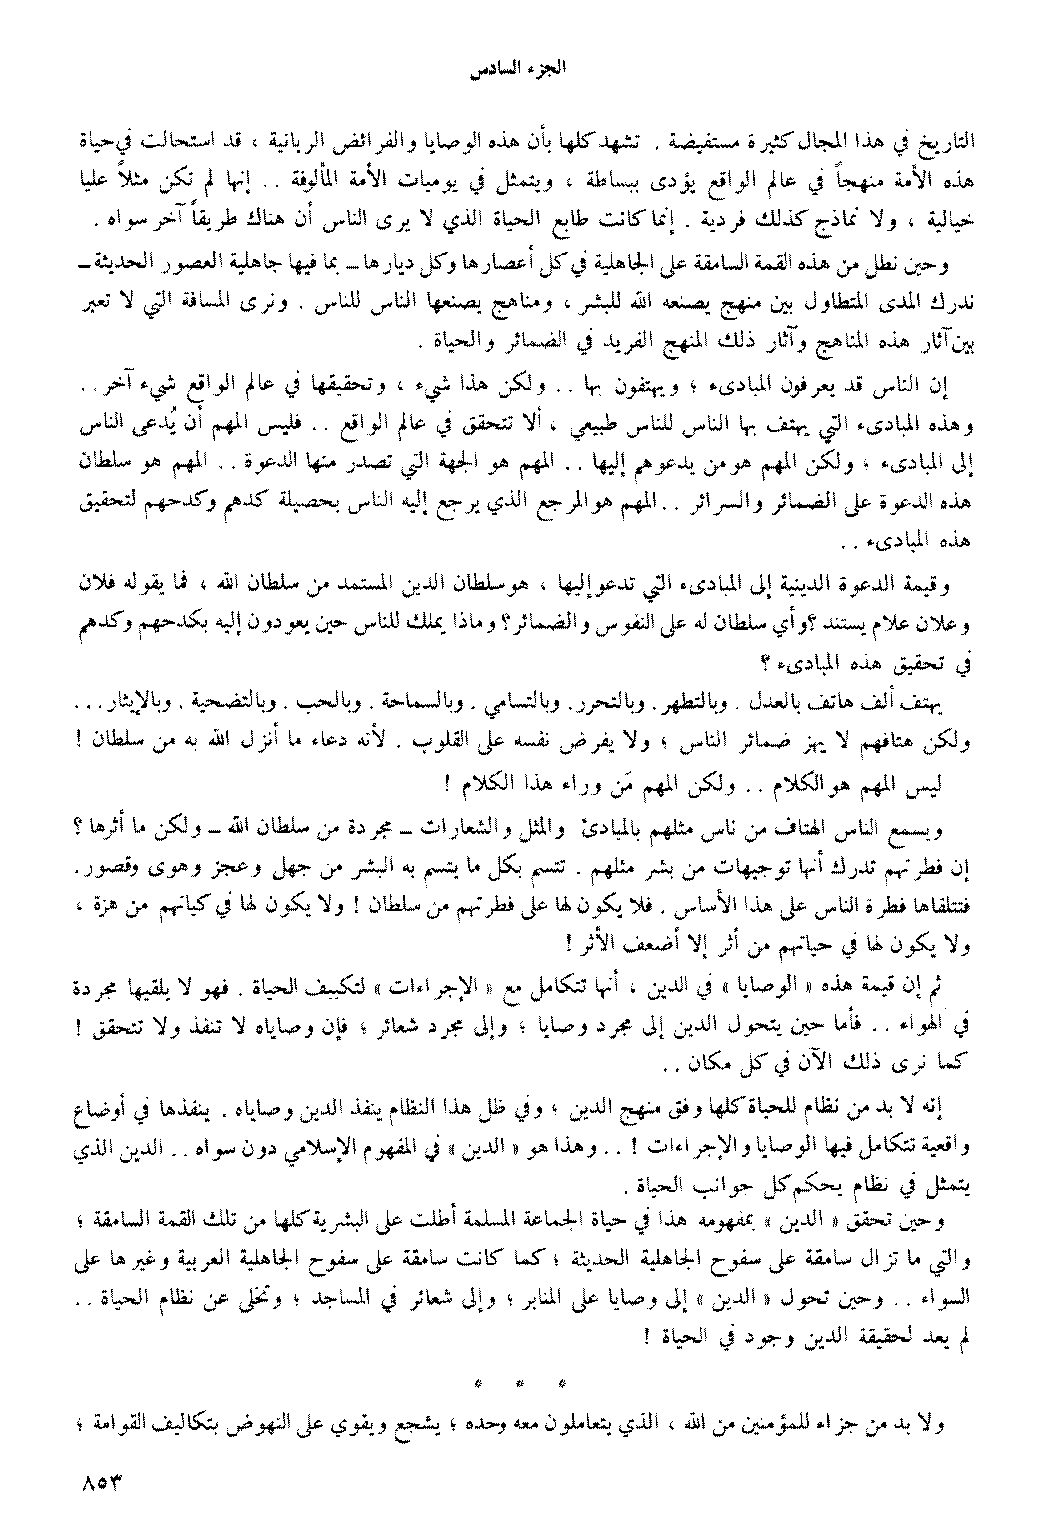 الجزء السادس
التاريخ في هذا المجال كثيرة مستفيضة . تشهد كلها بأن هذه الوصايا والفرائض الربانية ، قد استحالت في حياة
هذه الأمة منهجاً في عالم الواقع يؤدى ببساطة ، ويتمثل في يوميات الأمة المألوفة .. إنها لم تكن مثلاً عليا
خيالية ، ولا نماذج كذلك فردية . إنما كانت طابع الحياة الذي لا يرى الناس أن هناك طريقاً آخر سواه .
وحين نطل من هذه القمة السامقة على الجاهلية في كل أعصارها وكل ديارها – بما فيها جاهلية العصور الحديثة –
ندرك المدى المتطاول بين منهج يصنعه الله للبشر ، ومناهج يصنعها الناس للناس . ونرى المسافة التي لا تعبر
بين آثار هذه المناهج وآثار ذلك المنهج الفريد في الضمائر والحياة .
إن الناس قد يعرفون المبادىء ؛ ويهتفون بها .. ولكن هذا شيء ، وتحقيقها في عالم الواقع شيء آخر ..
وهذه المبادىء التي يهتف بها الناس للناس طبيعي ، ألا تتحقق في عالم الواقع .. فليس المهم أن يُدعى الناس
إلى المبادىء ؛ ولكن المهم هو من يدعوهم إليها .. المهم هو الجهة التي تصدر منها الدعوة .. المهم هو سلطان
هذه الدعوة على الضمائر والسرائر .. المهم هو المرجع الذي يرجع إليه الناس بحصيلة كدهم وكدحهم لتحقيق
هذه المبادىء ..
وقيمة الدعوة الدينية إلى المبادىء التي تدعو إليها ، هو سلطان الدين المستمد من سلطان الله ، فما يقوله فلان
وعلان علام يستند ؟ وأي سلطان له على النفوس والضمائر؟ وماذا يملك للناس حين يعودون إليه بكدحهم وكدهم
في تحقيق هذه المبادىء ؟
يهتف ألف هاتف بالعدل . وبالتطهر . وبالتحرر. وبالتسامي . وبالسماحة . وبالحب . وبالتضحية . وبالإيثار ...
ولكن هتافهم لا يهز ضمائر الناس ؛ ولا يفرض نفسه على القلوب . لأنه دعاء ما أنزل الله به من سلطان !
ليس المهم هو الكلام .. ولكن المهم مَن وراء هذا الكلام !
ويسمع الناس الهتاف من ناس مثلهم بالمبادئ والمثل والشعارات – مجردة من سلطان الله – ولكن ما أثرها ؟
إن فطرتهم تدرك أنها توجيهات من بشر مثلهم . تتسم بكل ما يتسم به البشر من جهل وعجز وهوى وقصور .
فتتلقاها فطرة الناس على هذا الأساس . فلا يكون لها على فطرتهم من سلطان ! ولا يكون لها في كيانهم من هزة ،
ولا يكون لها في حياتهم من أثر إلا أضعف الأثر !
ثم إن قيمة هذه « الوصايا » في الدين ، أنها تتكامل مع « الإجراءات » لتكييف الحياة . فهو لا يلقيها مجردة
في الهواء .. فأما حين يتحول الدين إلى مجرد وصايا ؛ وإلى مجرد شعائر ؛ فإن وصاياه لا تنفذ ولا تتحقق !
كما نرى ذلك الآن في كل مكان ..
إنه لا بد من نظام للحياة كلها وفق منهج الدين ؛ وفي ظل هذا النظام ينفذ الدين وصاياه . ينفذها في أوضاع
واقعية تتكامل فيها الوصايا والإجراءات ! .. وهذا هو « الدين » في المفهوم الإسلامي دون سواه .. الدين الذي
يتمثل في نظام يحكم كل جوانب الحياة .
وحين تحقق « الدين » بمفهومه هذا في حياة الجماعة المسلمة أطلت على البشرية كلها من تلك القمة السامقة ؛
والتي ما تزال سامقة على سفوح الجاهلية الحديثة ؛ كما كانت سامقة على سفوح الجاهلية العربية وغيرها على
السواء .. وحين تحول « الدين » إلى وصايا على المنابر ؛ وإلى شعائر في المساجد ؛ وتخلى عن نظام الحياة ..
لم يعد لحقيقة الدين وجود في الحياة !
* * *
ولا بد من جزاء للمؤمنين من الله ، الذي يتعاملون معه وحده ؛ يشجع ويقوي على النهوض بتكاليف القوامة ؛
٨٥٣